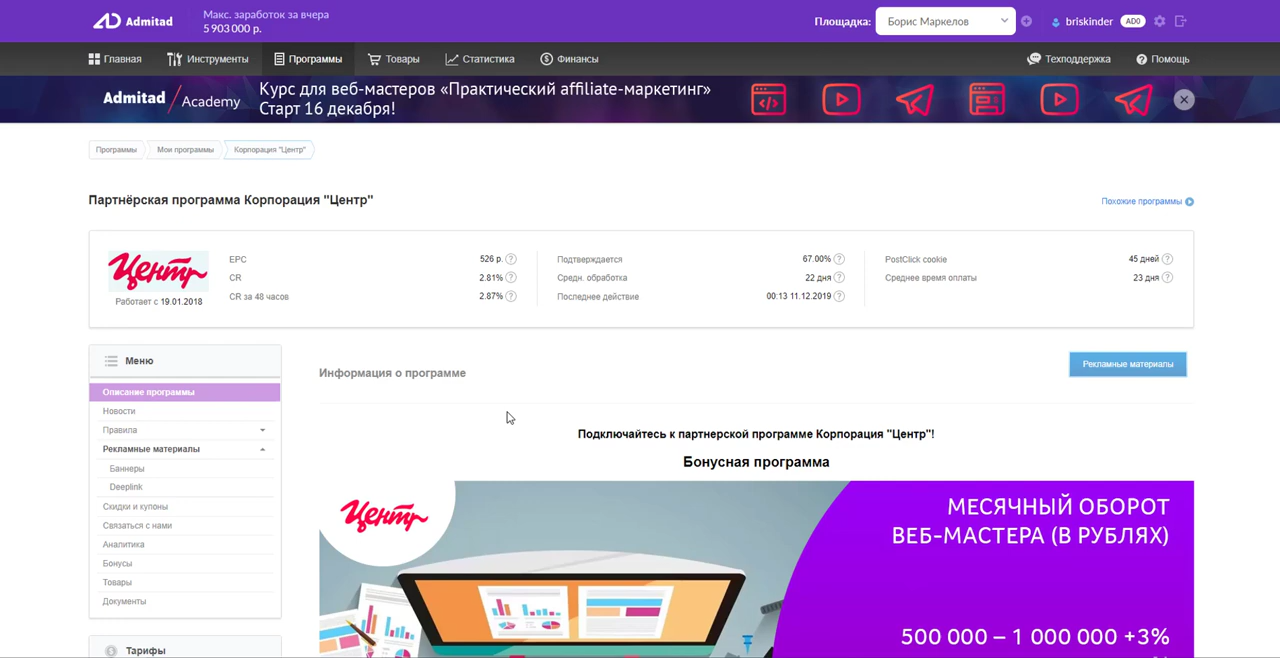 Admitad
Макс. заработок за вчера
5 903 000 р.
Площадка:
Борис Маркелов
briskinder
AD0
Главная
Инструменты
Программы
Товары
Статистика
Финансы
Техподдержка
Помощь
Admitad / Academy
Курс для веб-мастеров «Практический affiliate-маркетинг»
Старт 16 декабря!
Программы
Мои программы
Корпорация "Центр"
Партнёрская программа Корпорация "Центр"
Похожие программы
Центр
Работает с 19.01.2018
EPC 526 р.
CR 2.81%
CR за 48 часов 2.87%
Подтверждается 67.00%
Средн. обработка 22 дня
Последнее действие 00:13 11.12.2019
PostClick cookie 45 дней
Среднее время оплаты 23 дня
Меню
Описание программы
Новости
Правила
Рекламные материалы
Баннеры
Deeplink
Скидки и купоны
Связаться с нами
Аналитика
Бонусы
Товары
Документы
Тарифы
Информация о программе
Рекламные материалы
Подключайтесь к партнерской программе Корпорация "Центр"!
Бонусная программа
Центр
МЕСЯЧНЫЙ ОБОРОТ
ВЕБ-МАСТЕРА (В РУБЛЯХ)
500 000 – 1 000 000 +3%